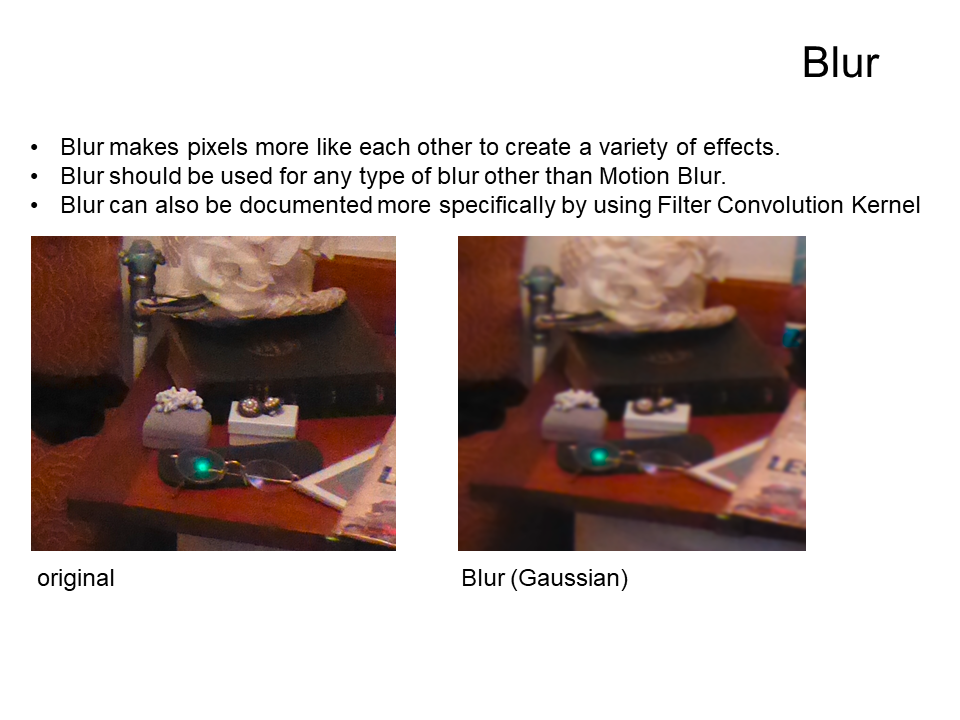 Blur
• Blur makes pixels more like each other to create a variety of effects.
• Blur should be used for any type of blur other than Motion Blur.
• Blur can also be documented more specifically by using Filter Convolution Kernel
original
Blur (Gaussian)